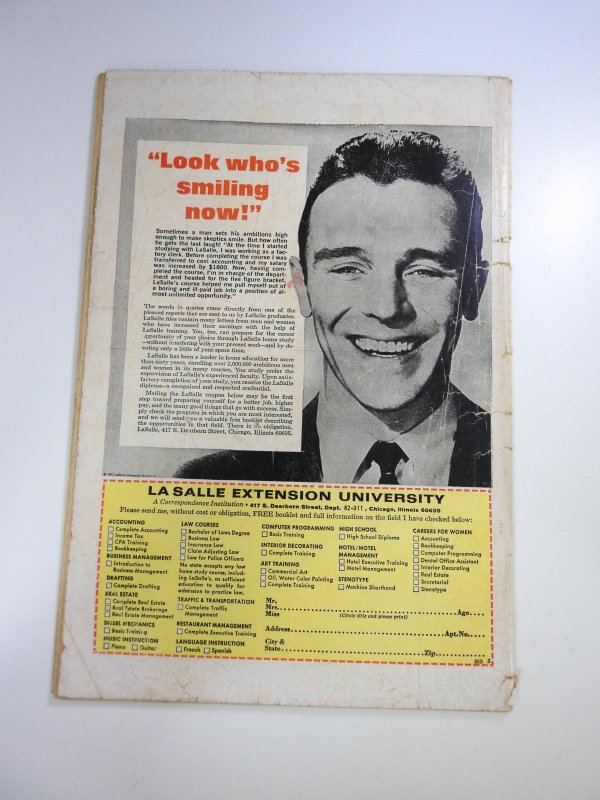 “Look who’s
smiling
now!”
Sometimes a man sets his ambitions high
enough to make skeptics smile. But how often
he gets the last laugh! “At the time I started
studying with LaSalle, I was working as a fac-
tory clerk. Before completing the course I was
transferred to cost accounting and my salary
was increased by $1800. Now, having com-
pleted the course, I’m in charge of the depart-
ment and headed for the five figure bracket.
LaSalle’s course helped me pull myself out of
a boring and ill-paid job into a position of al-
most unlimited opportunity.”
The words in quotes come directly from one of the
pleased reports that are sent to us by LaSalle graduates.
LaSalle files contain many letters from men and women
who have increased their earnings with the help of
LaSalle training. You, too, can prepare for the career
opportunity of your choice through LaSalle home study
—without interfering with your present work—and by de-
voting only a little of your spare time.
LaSalle has been a leader in home education for more
than sixty years, enrolling over 2,000,000 ambitious men
and women in its many courses. You study under the
supervision of LaSalle’s experienced faculty. Upon satis-
factory completion of your study, you receive the LaSalle
diploma—a recognized and respected credential.
Mailing the LaSalle coupon below may be the first
step toward preparing yourself for a better job, higher
pay, and the many good things that go with success. Sim-
ply check the program in which you are most interested,
and we will send you a valuable free booklet describing
the opportunities in that field. There is no obligation.
LaSalle, 417 S. Dearborn Street, Chicago, Illinois 60605.
LA SALLE EXTENSION UNIVERSITY
A Correspondence Institution • 417 S. Dearborn Street, Dept. 82-011, Chicago, Illinois 60605
Please send me, without cost or obligation, FREE booklet and full information on the field I have checked below:
ACCOUNTING
Complete Accounting
Income Tax
CPA Training
Bookkeeping
BUSINESS MANAGEMENT
Introduction to
Business Management
DRAFTING
Complete Drafting
REAL ESTATE
Complete Real Estate
Real Estate Brokerage
Real Estate Management
DIESEL MECHANICS
Basic Training
MUSIC INSTRUCTION
Piano Guitar
LAW COURSES
Bachelor of Laws Degree
Business Law
Insurance Law
Claim Adjusting Law
Law for Police Officers
No state accepts any law
home study course, includ-
ing LaSalle’s, as sufficient
education to qualify for
admission to practice law.
TRAFFIC & TRANSPORTATION
Complete Traffic
Management
RESTAURANT MANAGEMENT
Complete Executive Training
LANGUAGE INSTRUCTION
French Spanish
COMPUTER PROGRAMMING
Basic Training
INTERIOR DECORATING
Complete Training
ART TRAINING
Commercial Art
Oil, Water Color Painting
Complete Training
HIGH SCHOOL
High School Diploma
HOTEL/MOTEL
MANAGEMENT
Hotel Executive Training
Motel Management
STENOTYPE
Machine Shorthand
CAREERS FOR WOMEN
Accounting
Bookkeeping
Computer Programming
Dental Office Assistant
Interior Decorating
Real Estate
Secretarial
Stenotype
Mr.
Mrs.
Miss Age
(circle title and please print)
Address Apt.No.
City &
State Zip